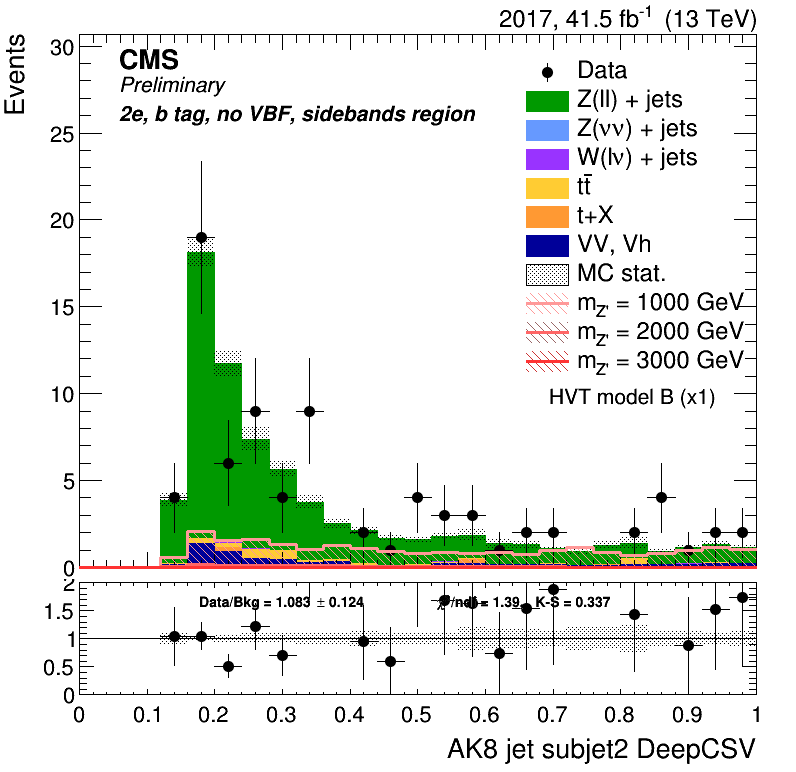 2017, 41.5 fb⁻¹ (13 TeV)
Events
CMS
Preliminary
2e, b tag, no VBF, sidebands region
Data
Z(ll) + jets
Z(νν) + jets
W(lν) + jets
tt̄
t+X
VV, Vh
MC stat.
m_Z' = 1000 GeV
m_Z' = 2000 GeV
m_Z' = 3000 GeV
HVT model B (x1)
30
25
20
15
10
5
0
2
1.5
1
0.5
0
Data/Bkg = 1.083 ± 0.124
/ndf = 1.39, K-S = 0.337
0 0.1 0.2 0.3 0.4 0.5 0.6 0.7 0.8 0.9 1
AK8 jet subjet2 DeepCSV